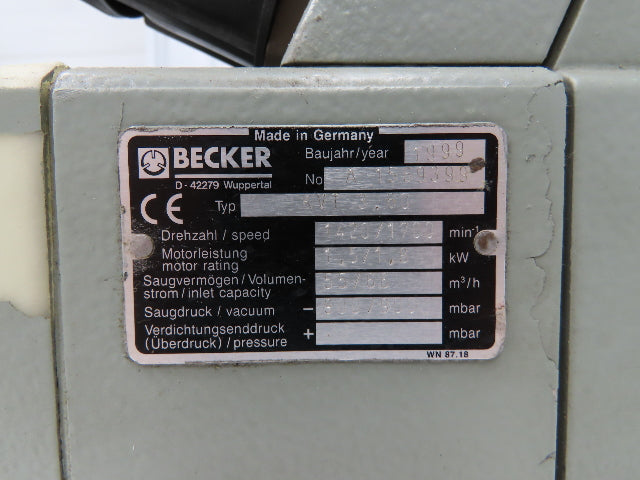 Made in Germany
BECKER
Baujahr/year 1999
D-42279 Wuppertal
No
CE Typ
Drehzahl / speed min-1
Motorleistung
motor rating kW
Saugvermögen/Volumen-
strom/inlet capacity m³/h
Saugdruck / vacuum - mbar
Verdichtungsenddruck
(Überdruck) / pressure + mbar
WN 87.18